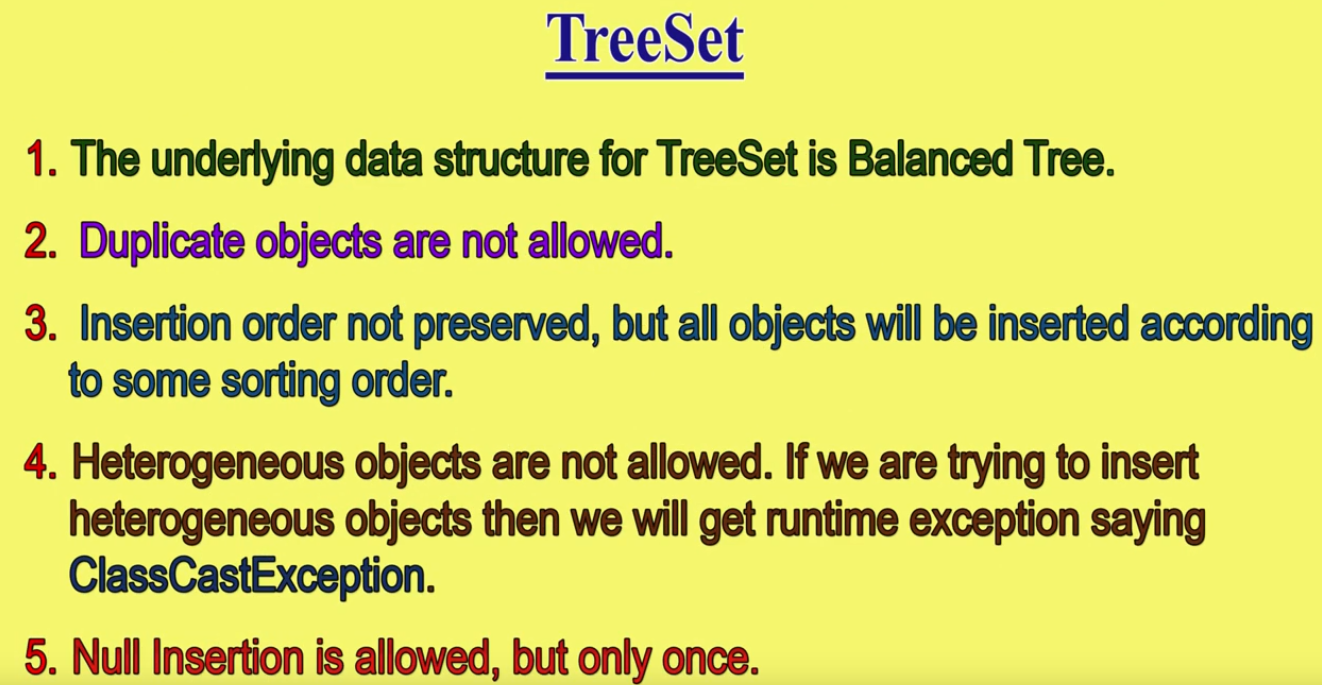 TreeSet
1. The underlying data structure for TreeSet is Balanced Tree.
2. Duplicate objects are not allowed.
3. Insertion order not preserved, but all objects will be inserted according
to some sorting order.
4. Heterogeneous objects are not allowed. If we are trying to insert
heterogeneous objects then we will get runtime exception saying
ClassCastException.
5. Null Insertion is allowed, but only once.